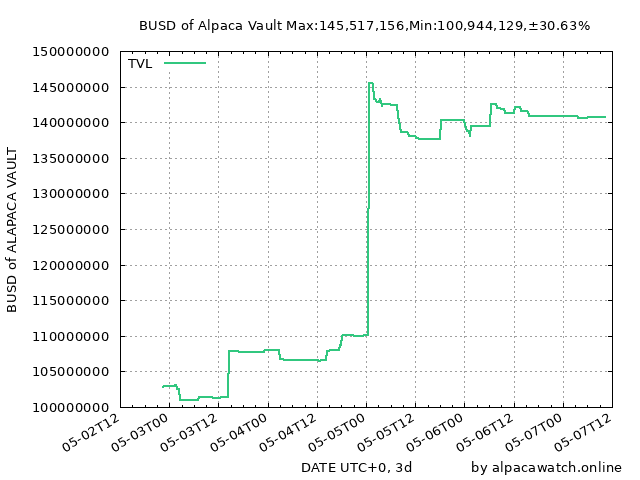 BUSD of Alpaca Vault Max:145,517,156,Min:100,944,129,±30.63%
TVL
BUSD of ALAPACA VAULT
150000000
145000000
140000000
135000000
130000000
125000000
120000000
115000000
110000000
105000000
100000000
05-02T12
05-03T00
05-03T12
05-04T00
05-04T12
05-05T00
05-05T12
05-06T00
05-06T12
05-07T00
05-07T12
DATE UTC+0, 3d
by alpacawatch.online